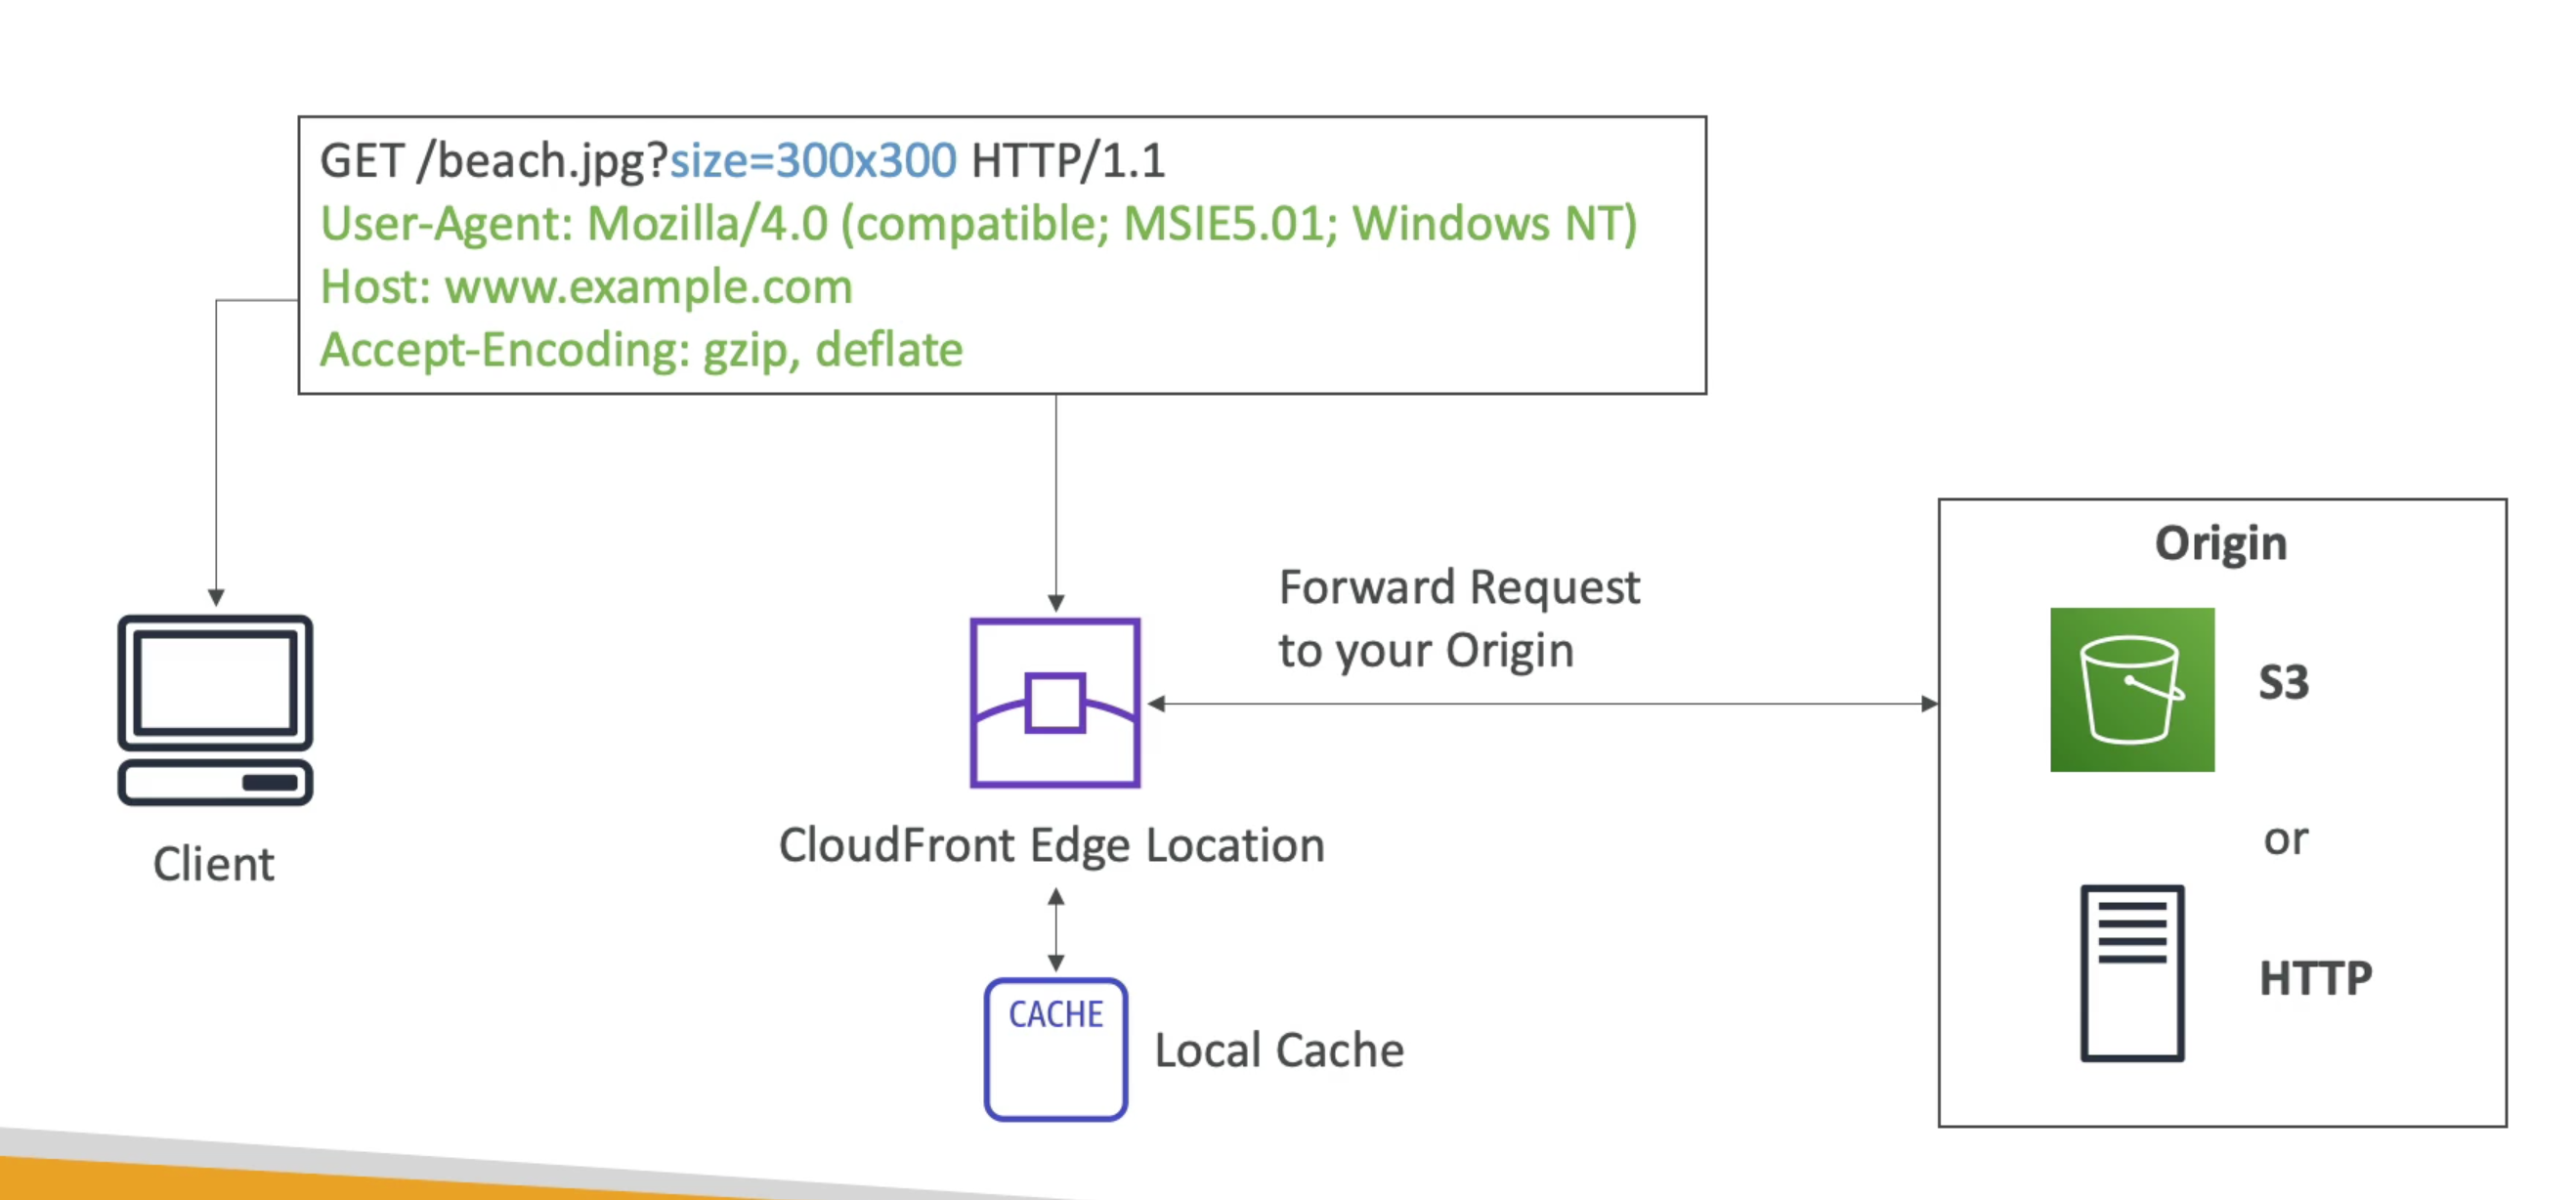 GET /beach.jpg?size=300x300 HTTP/1.1
User-Agent: Mozilla/4.0 (compatible; MSIE5.01; Windows NT)
Host: www.example.com
Accept-Encoding: gzip, deflate
Client
CloudFront Edge Location
Forward Request
to your Origin
CACHE
Local Cache
Origin
S3
or
HTTP